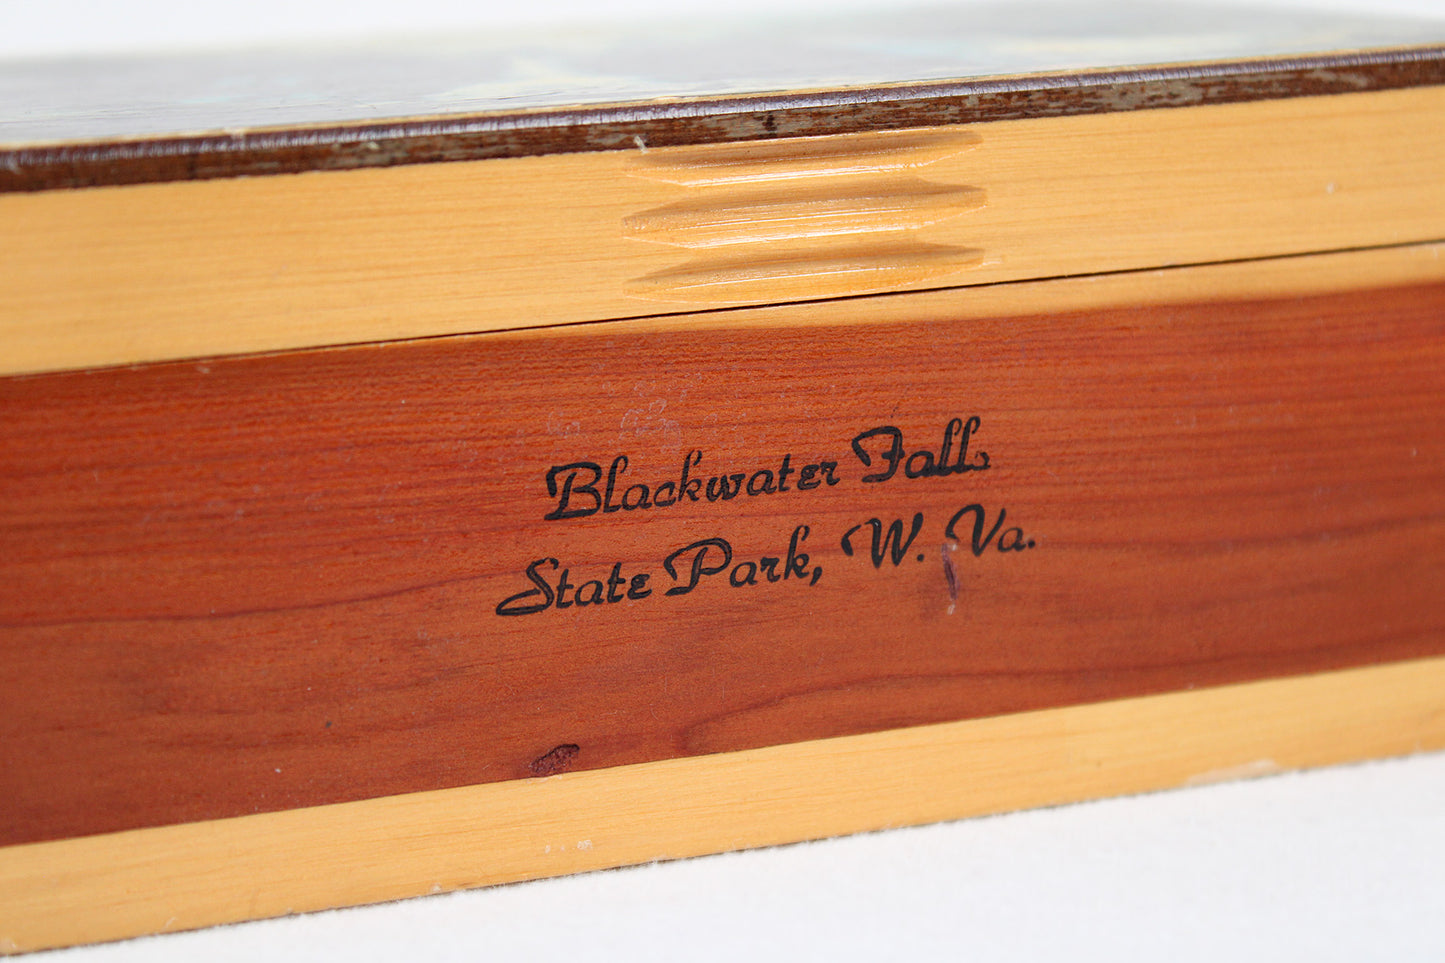 Blackwater Falls
State Park, W. Va.